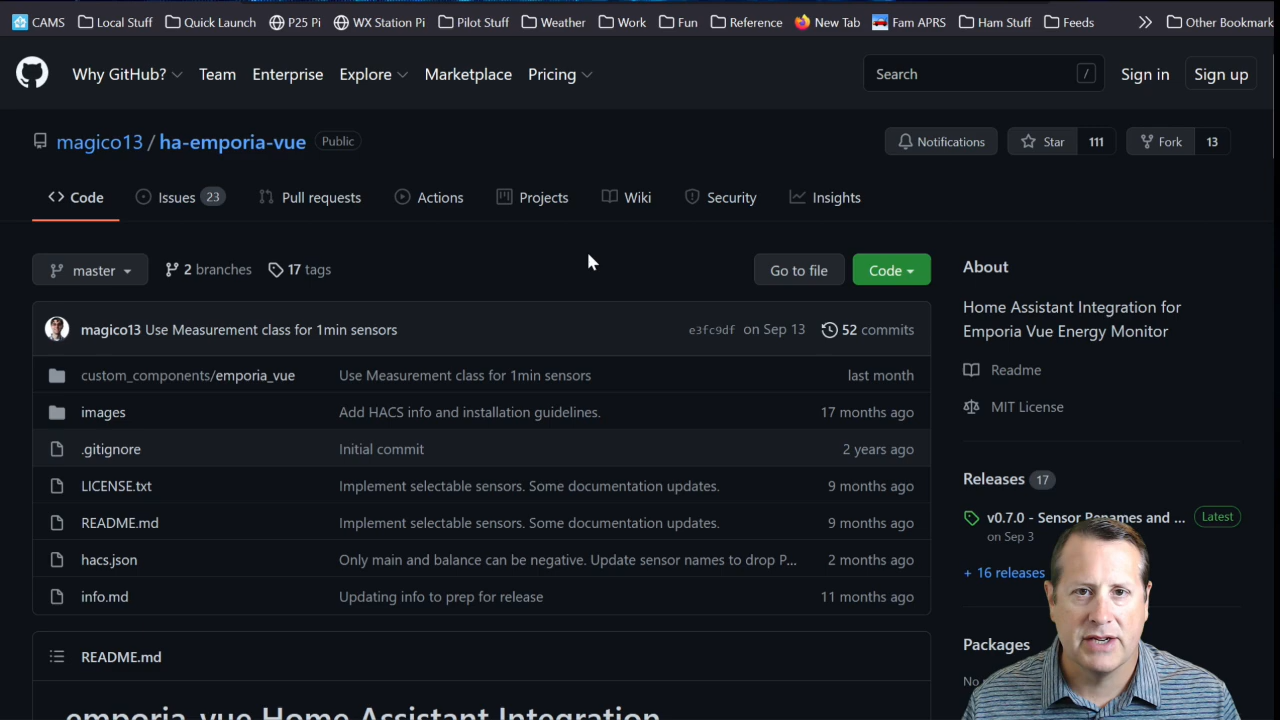 CAMS Local Stuff Quick Launch P25 Pi WX Station Pi Pilot Stuff Weather Work Fun Reference New Tab Fam APRS Ham Stuff Feeds Other Bookmark
Why GitHub? Team Enterprise Explore Marketplace Pricing Search / Sign in Sign up
magico13 / ha-emporia-vue Public Notifications Star 111 Fork 13
Code Issues 23 Pull requests Actions Projects Wiki Security Insights
master 2 branches 17 tags Go to file Code
magico13 Use Measurement class for 1min sensors e3fc9df on Sep 13 52 commits
custom_components/emporia_vue Use Measurement class for 1min sensors last month
images Add HACS info and installation guidelines. 17 months ago
.gitignore Initial commit 2 years ago
LICENSE.txt Implement selectable sensors. Some documentation updates. 9 months ago
README.md Implement selectable sensors. Some documentation updates. 9 months ago
hacs.json Only main and balance can be negative. Update sensor names to drop P... 2 months ago
info.md Updating info to prep for release 11 months ago
README.md
emporia_vue Home Assistant Integration
About
Home Assistant Integration for
Emporia Vue Energy Monitor
Readme
MIT License
Releases 17
v0.7.0 - Sensor Renames and ... Latest
on Sep 3
+ 16 releases
Packages
No